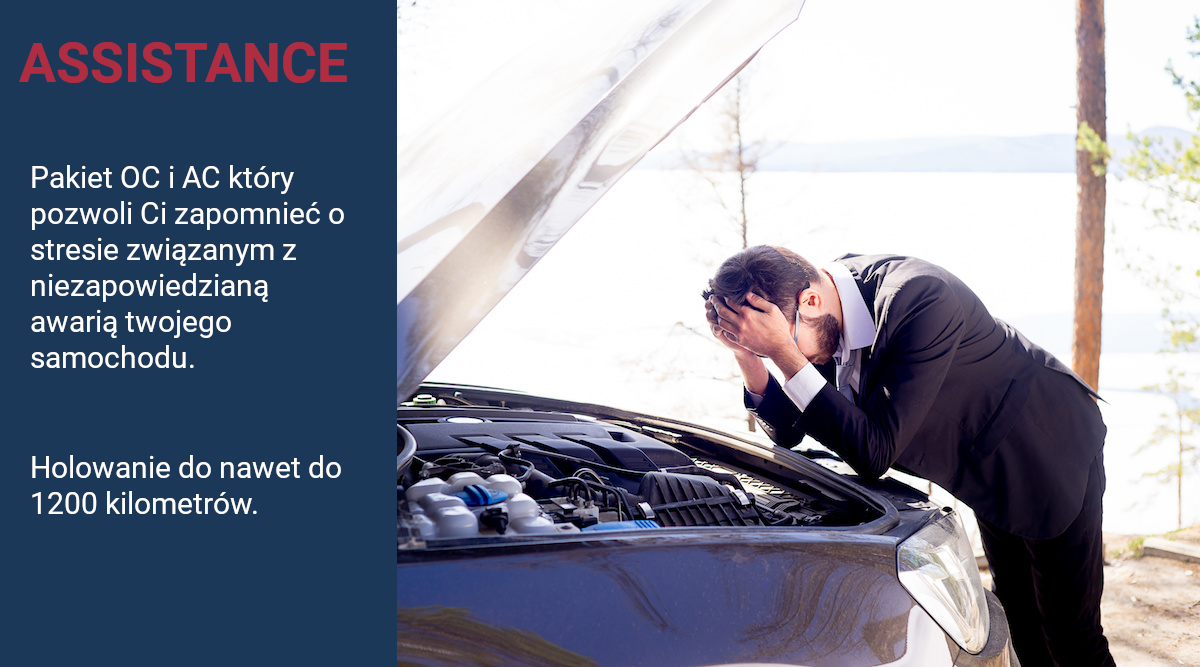 ASSISTANCE
Pakiet OC i AC który
pozwoli Ci zapomnieć o
stresie związanym z
niezapowiedzianą
awarią twojego
samochodu.
Holowanie do nawet do
1200 kilometrów.